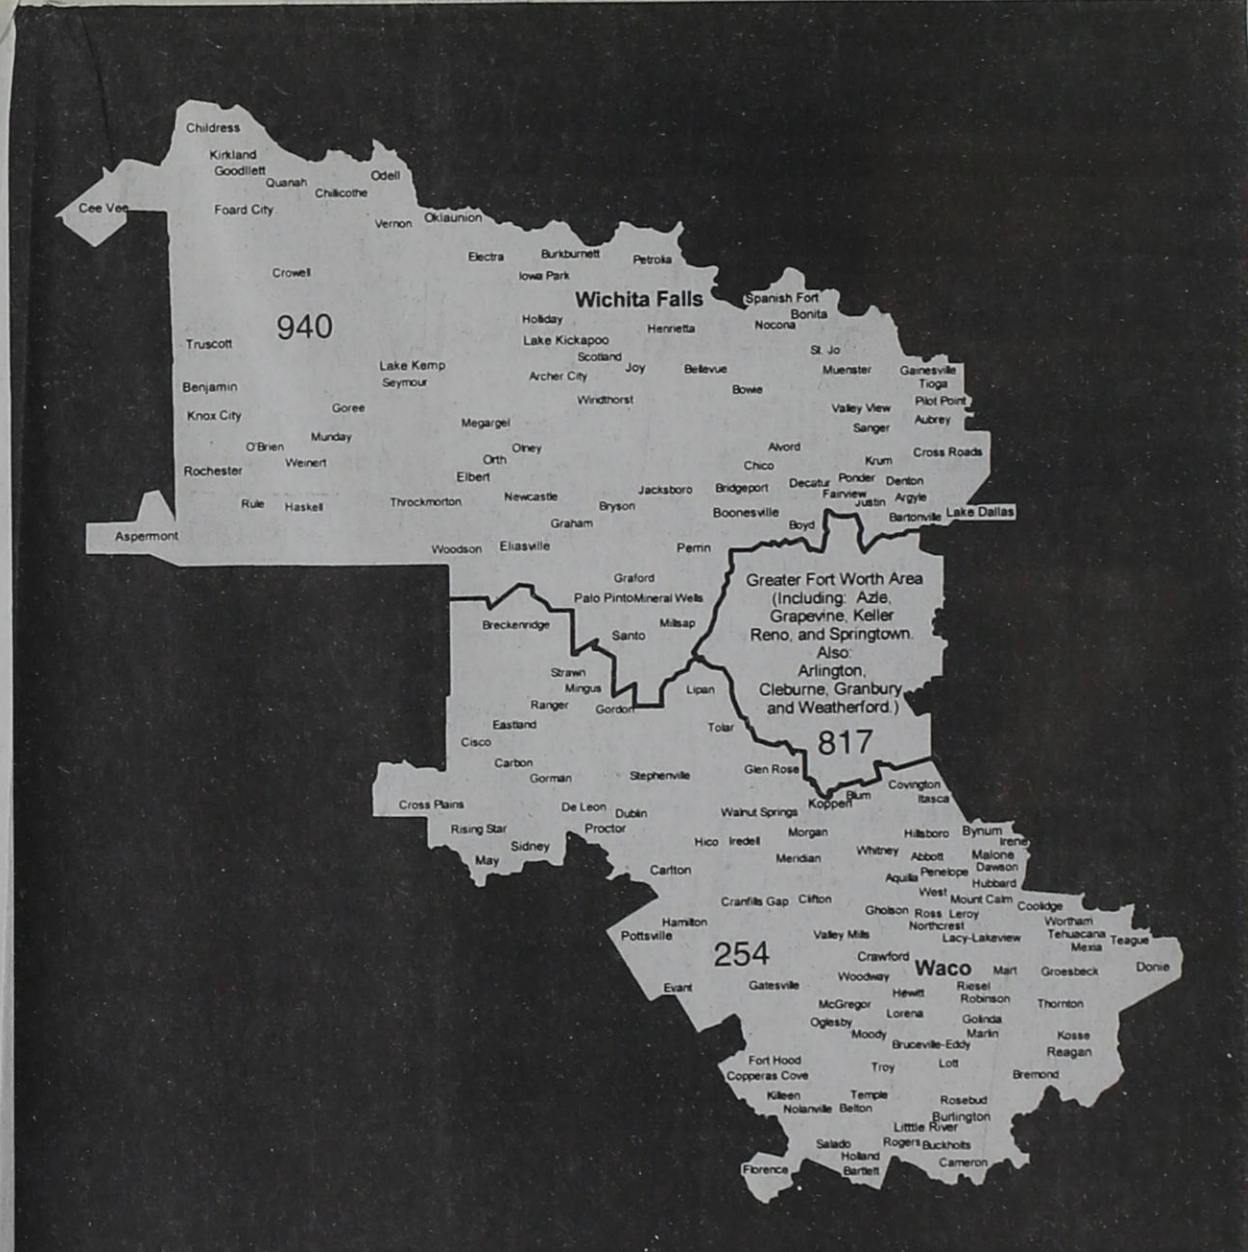 Childress
Kirkland
Goodllett
Quanah
Chillicothe
Odell
Cee Vee
Foard City
Vernon
Oklaunion
Electra
Burkburnett
Petrolia
Iowa Park
Crowell
Wichita Falls
Spanish Fort
Bonita
Nocona
940
Holliday
Henrietta
Lake Kickapoo
Truscott
Scotland
St. Jo
Lake Kemp
Joy
Bellevue
Muenster
Gainesville
Seymour
Archer City
Tioga
Benjamin
Bowie
Windthorst
Pilot Point
Goree
Valley View
Knox City
Aubrey
Megargel
Sanger
Munday
O'Brien
Olney
Alvord
Cross Roads
Weinert
Orth
Chico
Krum
Rochester
Elbert
Ponder
Denton
Decatur
Jacksboro
Bridgeport
Fairview
Throckmorton
Newcastle
Justin
Argyle
Rule
Haskell
Bryson
Boonesville
Bartonville
Lake Dallas
Graham
Boyd
Aspermont
Woodson
Eliasville
Perrin
Graford
Palo Pinto
Mineral Wells
Breckenridge
Millsap
Santo
Greater Fort Worth Area
(Including: Azle,
Grapevine, Keller
Reno, and Springtown.
Also:
Arlington,
Cleburne, Granbury
and Weatherford.)
817
Strawn
Mingus
Lipan
Ranger
Gordon
Eastland
Tolar
Cisco
Carbon
Gorman
Stephenville
Glen Rose
Covington
Blum
Itasca
Koppen
Cross Plains
De Leon
Dublin
Walnut Springs
Rising Star
Proctor
Morgan
Hillsboro
Bynum
Sidney
Hico
Iredell
Irene
May
Meridian
Whitney
Abbott
Malone
Carlton
Aquilla
Penelope
Dawson
Hubbard
West
Cranfills Gap
Clifton
Mount Calm
Coolidge
Gholson
Ross
Leroy
Hamilton
Northcrest
Wortham
Pottsville
Valley Mills
Lacy-Lakeview
Tehuacana
Teague
Mexia
254
Crawford
Waco
Mart
Groesbeck
Donie
Woodway
Evant
Gatesville
Hewitt
Riesel
Robinson
McGregor
Thornton
Lorena
Oglesby
Golinda
Moody
Marlin
Kosse
Bruceville-Eddy
Reagan
Fort Hood
Troy
Lott
Copperas Cove
Bremond
Killeen
Temple
Rosebud
Nolanville
Belton
Burlington
Litttle River
Salado
Rogers
Buckholts
Holland
Cameron
Florence
Bartlett